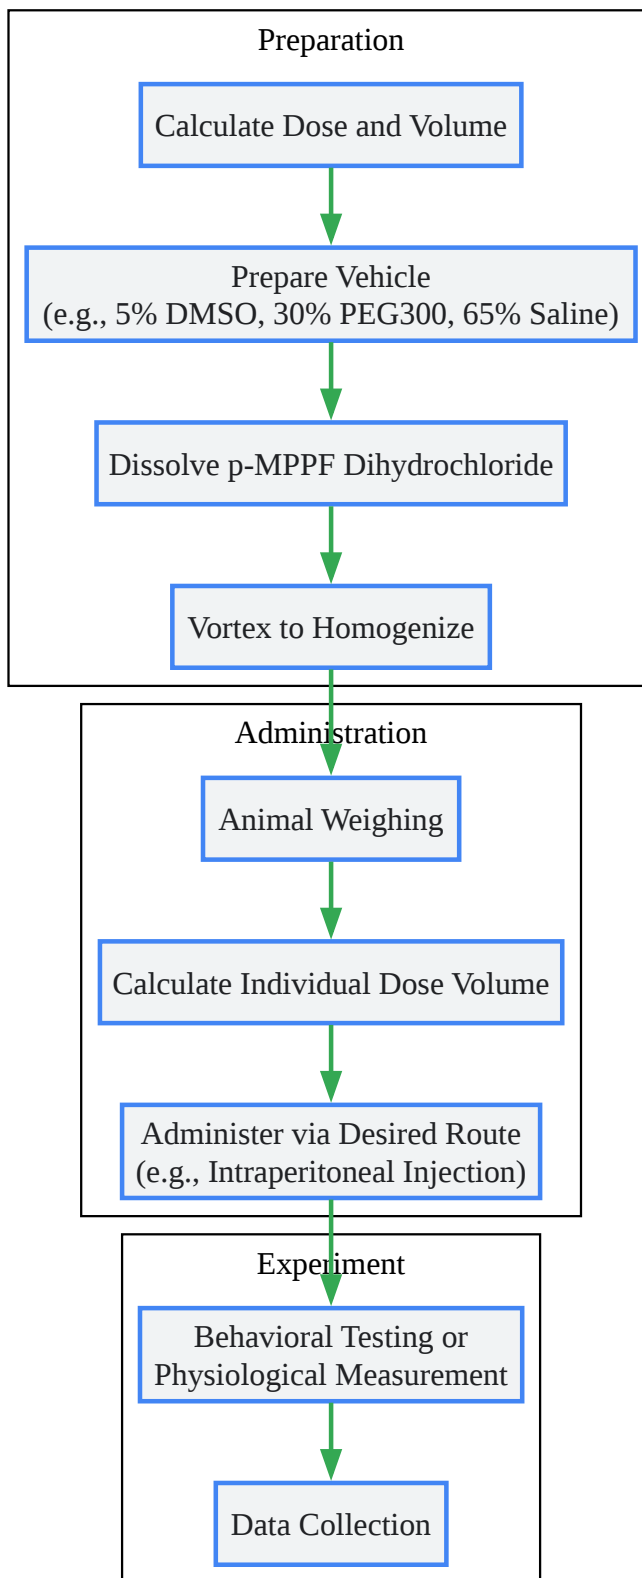 Preparation
Calculate Dose and Volume
Prepare Vehicle
(e.g., 5% DMSO, 30% PEG300, 65% Saline)
Dissolve p-MPPF Dihydrochloride
Vortex to Homogenize
Administration
Animal Weighing
Calculate Individual Dose Volume
Administer via Desired Route
(e.g., Intraperitoneal Injection)
Experiment
Behavioral Testing or
Physiological Measurement
Data Collection